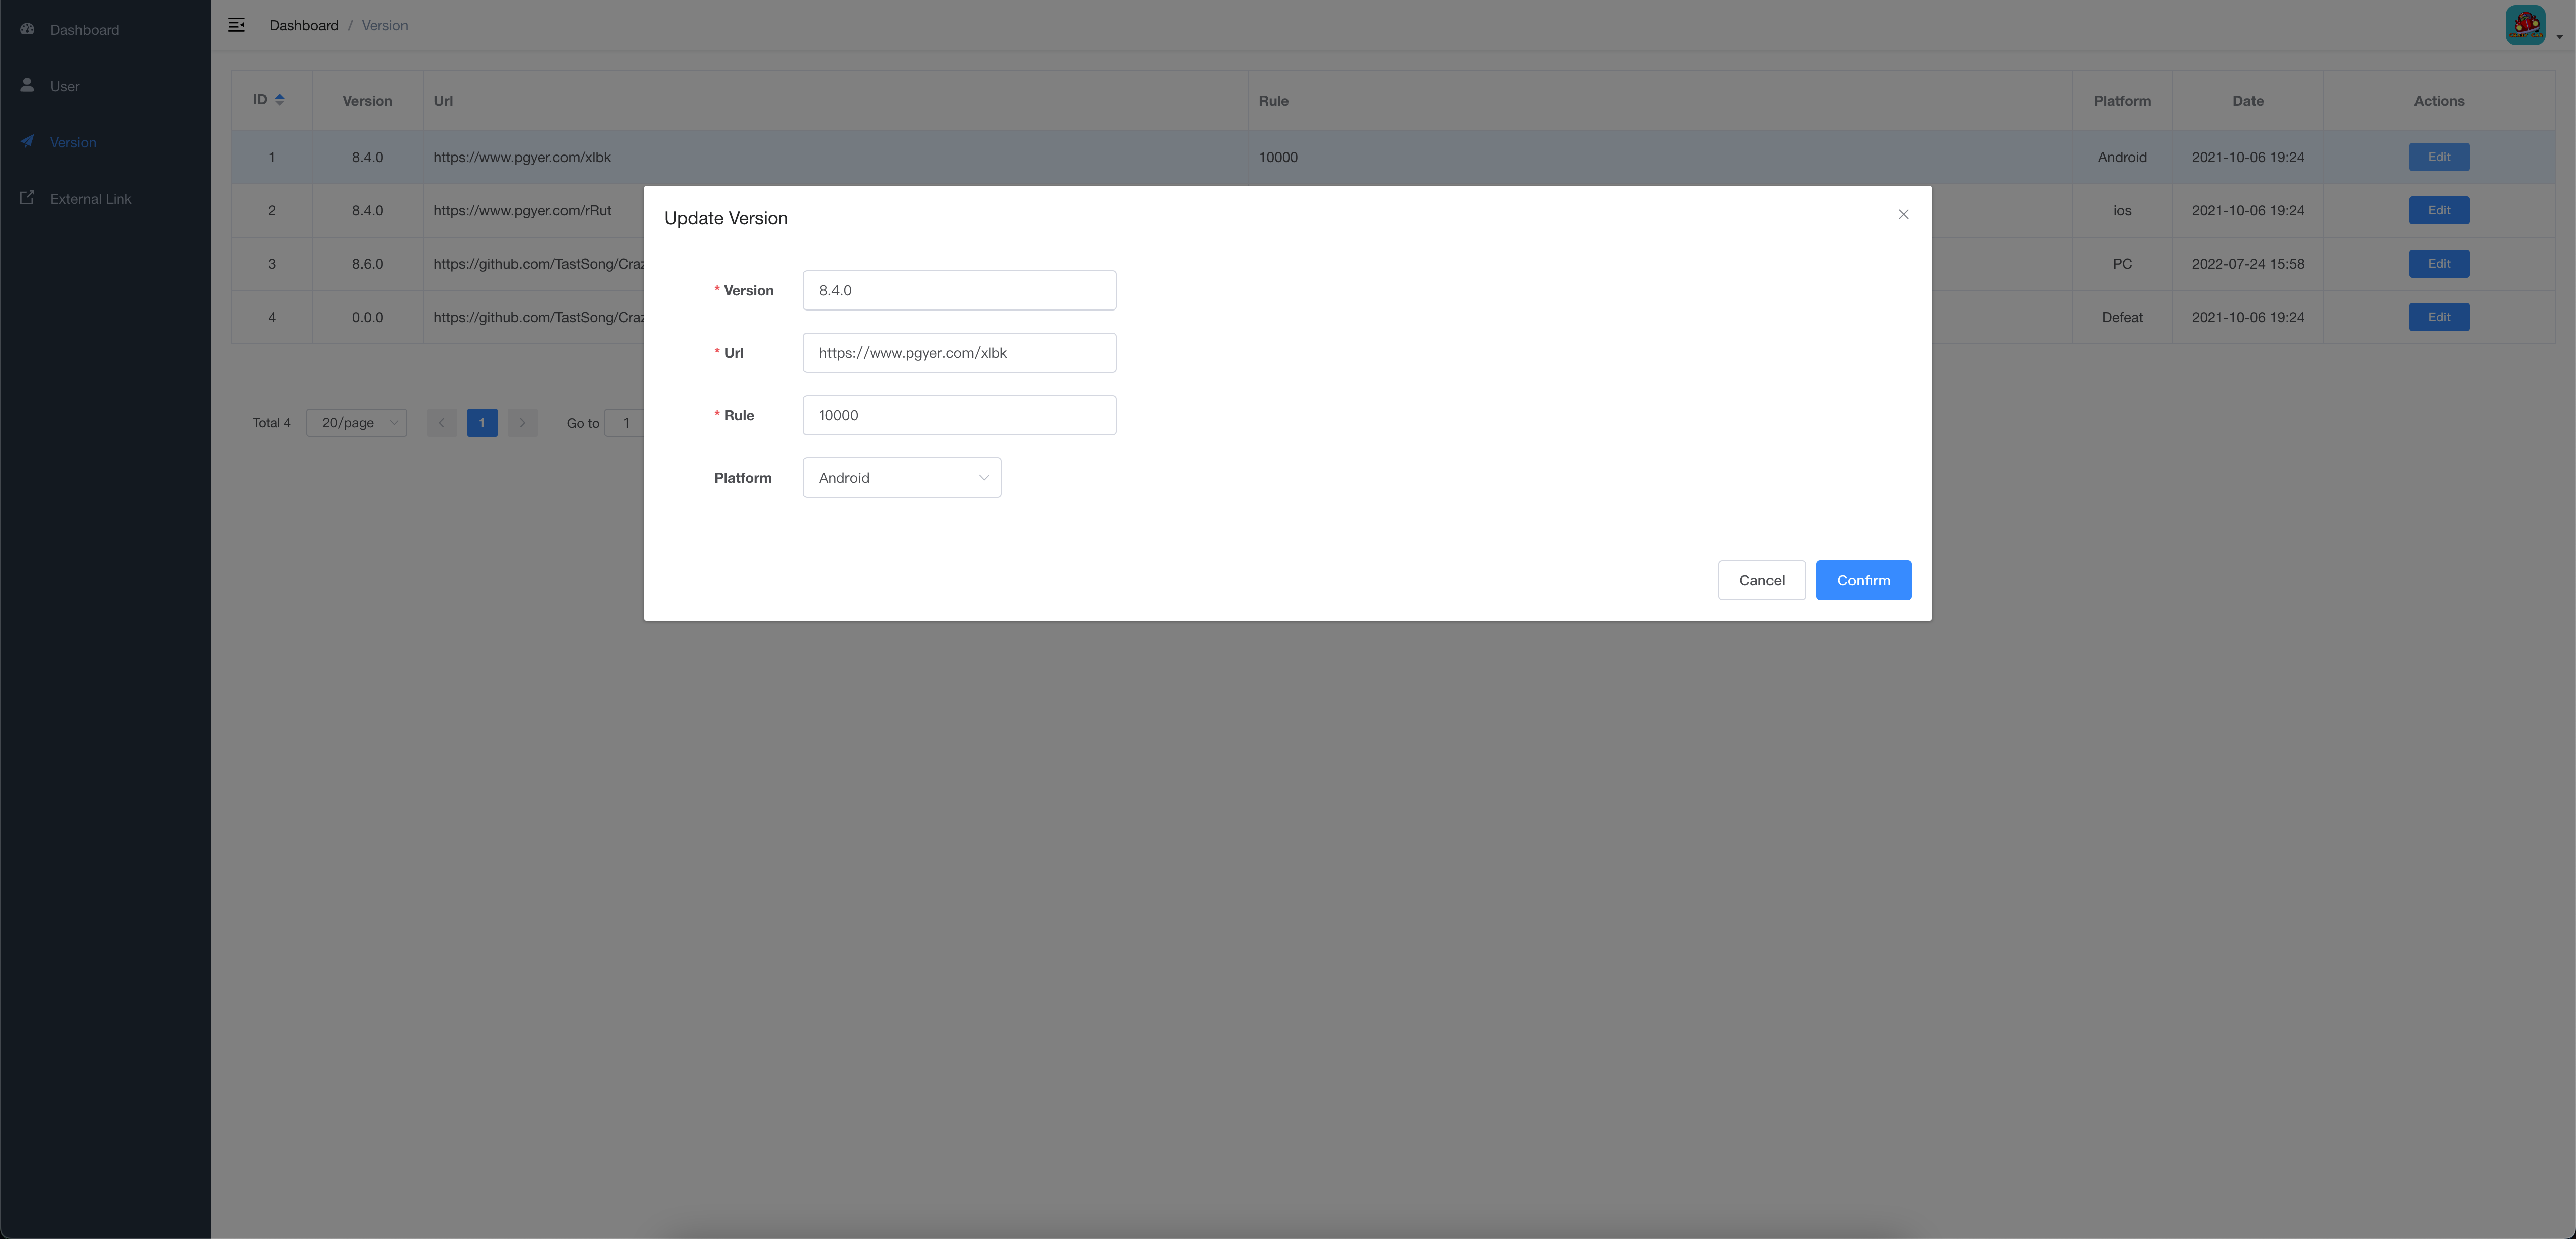 Dashboard
User
Version
External Link
Dashboard / Version
ID Version Url Rule Platform Date Actions
1 8.4.0 https://www.pgyer.com/xlbk 10000 Android 2021-10-06 19:24 Edit
2 8.4.0 https://www.pgyer.com/rRut ios 2021-10-06 19:24 Edit
3 8.6.0 https://github.com/TastSong/Craz PC 2022-07-24 15:58 Edit
4 0.0.0 https://github.com/TastSong/Craz Defeat 2021-10-06 19:24 Edit
Total 4 20/page 1 Go to 1
Update Version
* Version 8.4.0
* Url https://www.pgyer.com/xlbk
* Rule 10000
Platform Android
Cancel Confirm